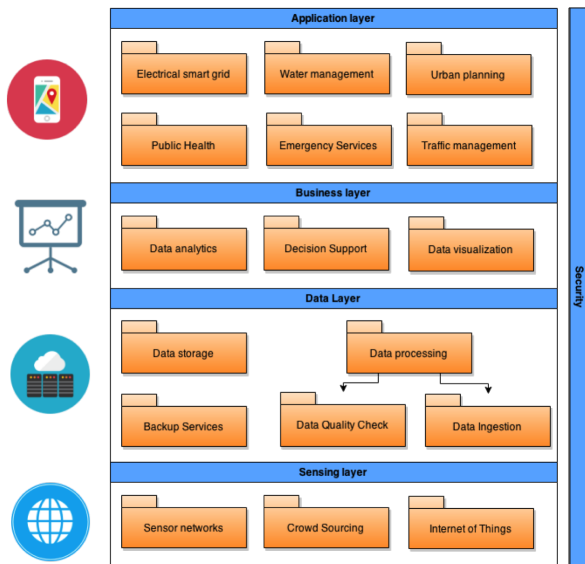 Application layer
Electrical smart grid
Water management
Urban planning
Public Health
Emergency Services
Traffic management
Business layer
Data analytics
Decision Support
Data visualization
Data Layer
Data storage
Data processing
Backup Services
Data Quality Check
Data Ingestion
Sensing layer
Sensor networks
Crowd Sourcing
Internet of Things
Security